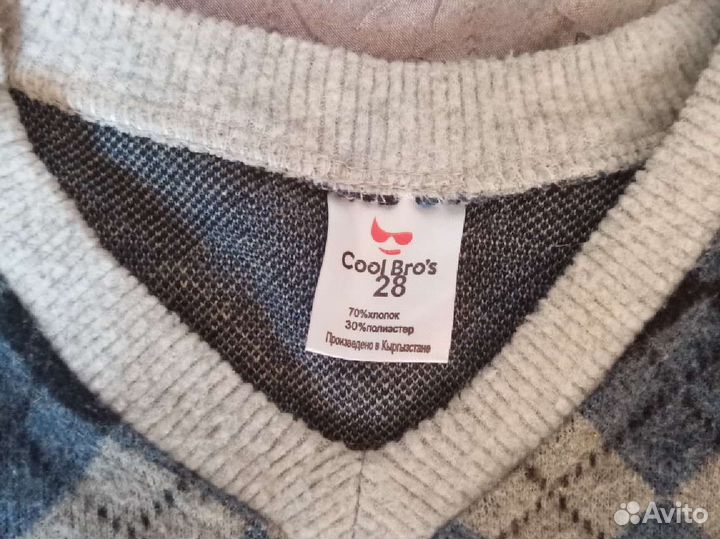 Cool Bro's
28
70%хлопок
30%полиэстер
Произведено в Кыргызстане
Avito